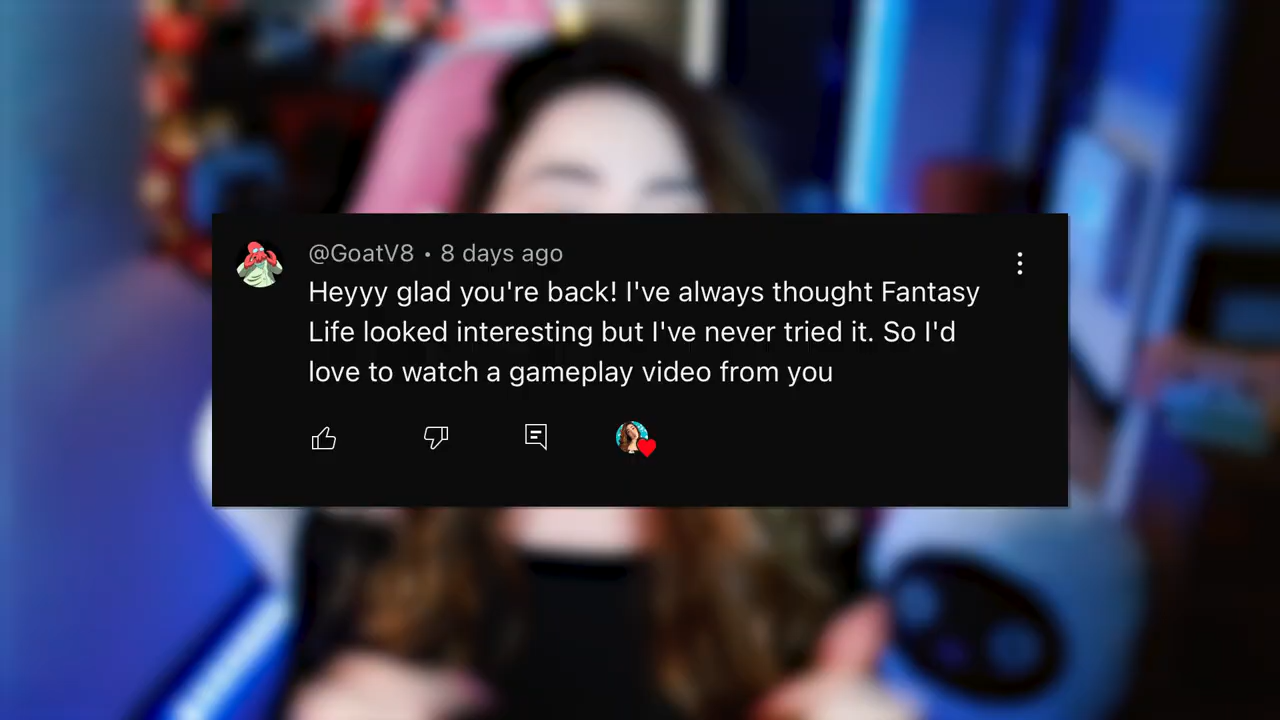 @GoatV8 • 8 days ago
Heyyy glad you're back! I've always thought Fantasy
Life looked interesting but I've never tried it. So I'd
love to watch a gameplay video from you